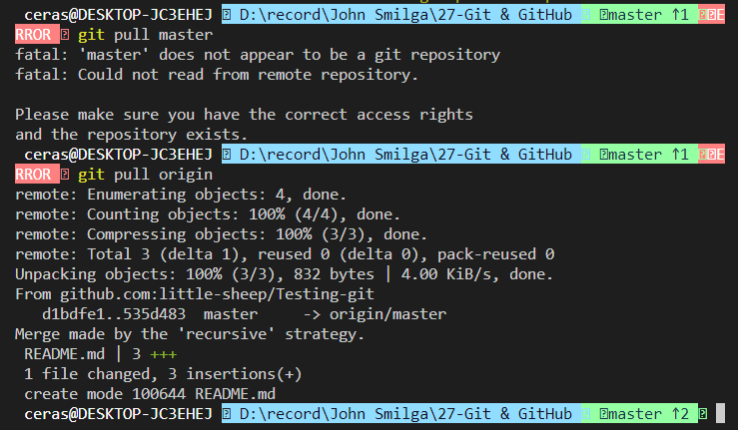 ceras@DESKTOP-JC3EHEJ D:\record\John Smilga\27-Git & GitHub master ↑1 E
RROR git pull master
fatal: 'master' does not appear to be a git repository
fatal: Could not read from remote repository.
Please make sure you have the correct access rights
and the repository exists.
ceras@DESKTOP-JC3EHEJ D:\record\John Smilga\27-Git & GitHub master ↑1 E
RROR git pull origin
remote: Enumerating objects: 4, done.
remote: Counting objects: 100% (4/4), done.
remote: Compressing objects: 100% (3/3), done.
remote: Total 3 (delta 1), reused 0 (delta 0), pack-reused 0
Unpacking objects: 100% (3/3), 832 bytes | 4.00 KiB/s, done.
From github.com:little-sheep/Testing-git
d1bdfe1..535d483 master -> origin/master
Merge made by the 'recursive' strategy.
README.md | 3 +++
1 file changed, 3 insertions(+)
create mode 100644 README.md
ceras@DESKTOP-JC3EHEJ D:\record\John Smilga\27-Git & GitHub master ↑2